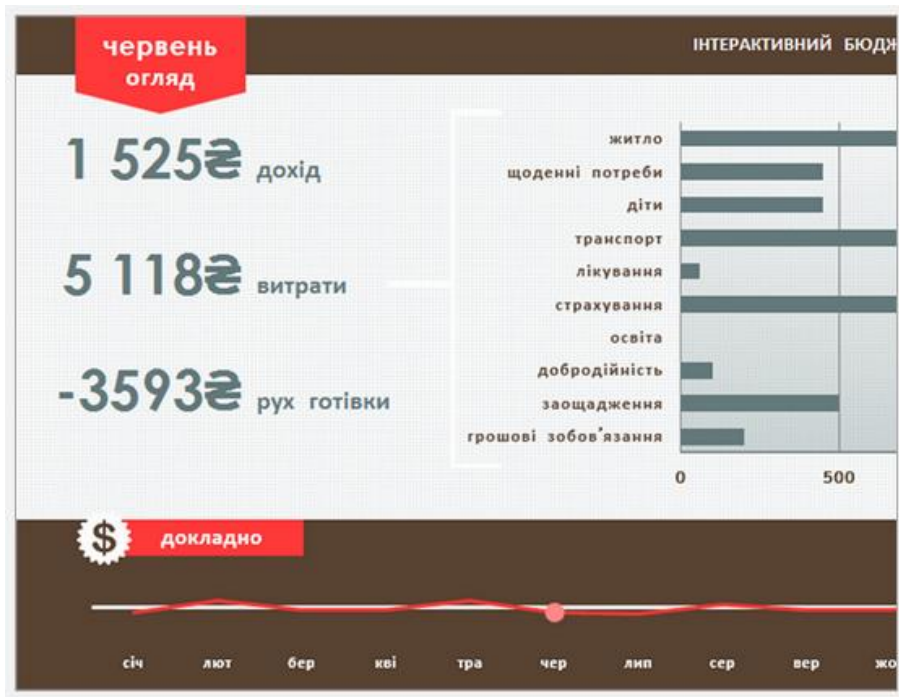 червень
огляд
ІНТЕРАКТИВНИЙ БЮДЖ
1 525₴ дохід
5 118₴ витрати
-3593₴ рух готівки
житло
щоденні потреби
діти
транспорт
лікування
страхування
освіта
добродійність
заощадження
грошові зобов'язання
0 500
$ докладно
січ лют бер кві тра чер лип сер вер жо